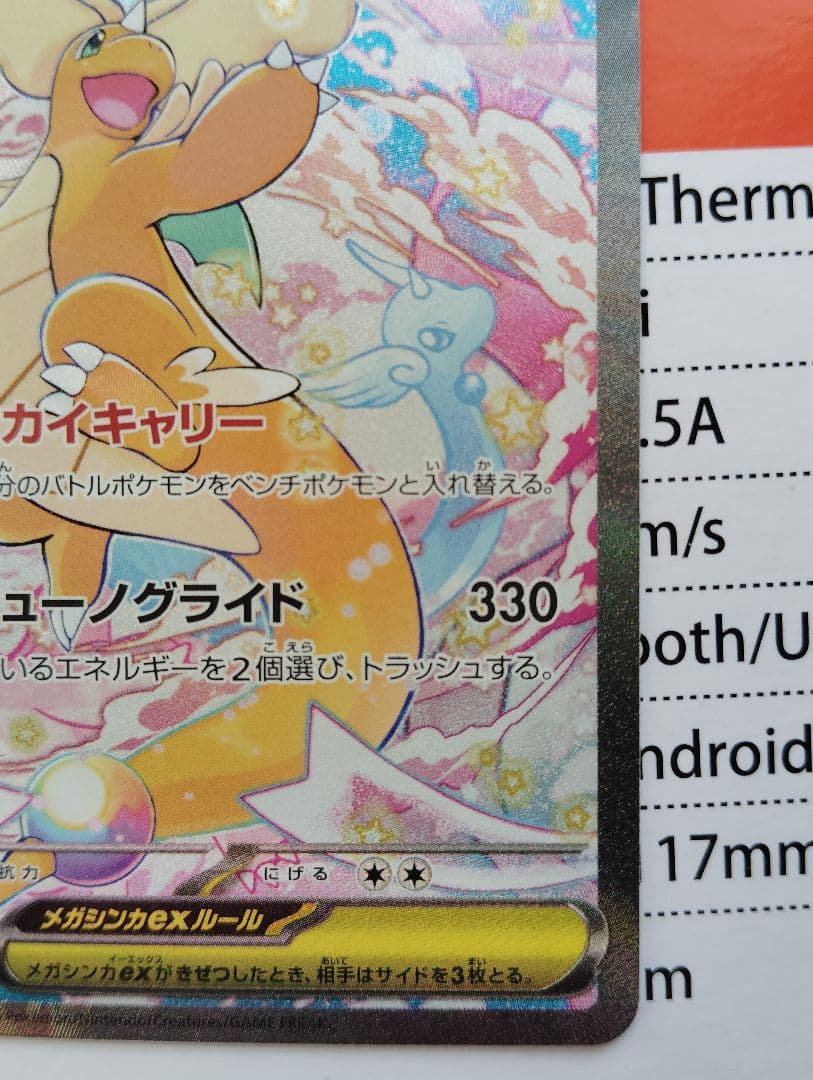 Therm
i
.5A
m/s
ooth/U
ndroid
17mm
m
カイキャリー
分のバトルポケモンをベンチポケモンと入れ替える。
ューノグライド 330
いるエネルギーを2個選び、トラッシュする。
抗力 にげる
メガシンカexルール
メガシンカexがきぜつしたとき、相手はサイドを3枚とる。
Pokémon/Nintendo/Creatures/GAME FREAK.